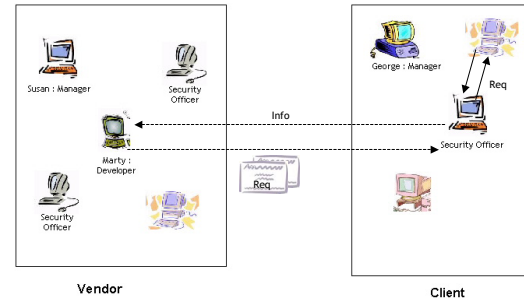 Susan : Manager
Security
Officer
George : Manager
Req
Info
Security Officer
Marty :
Developer
Req
Security
Officer
Vendor
Client